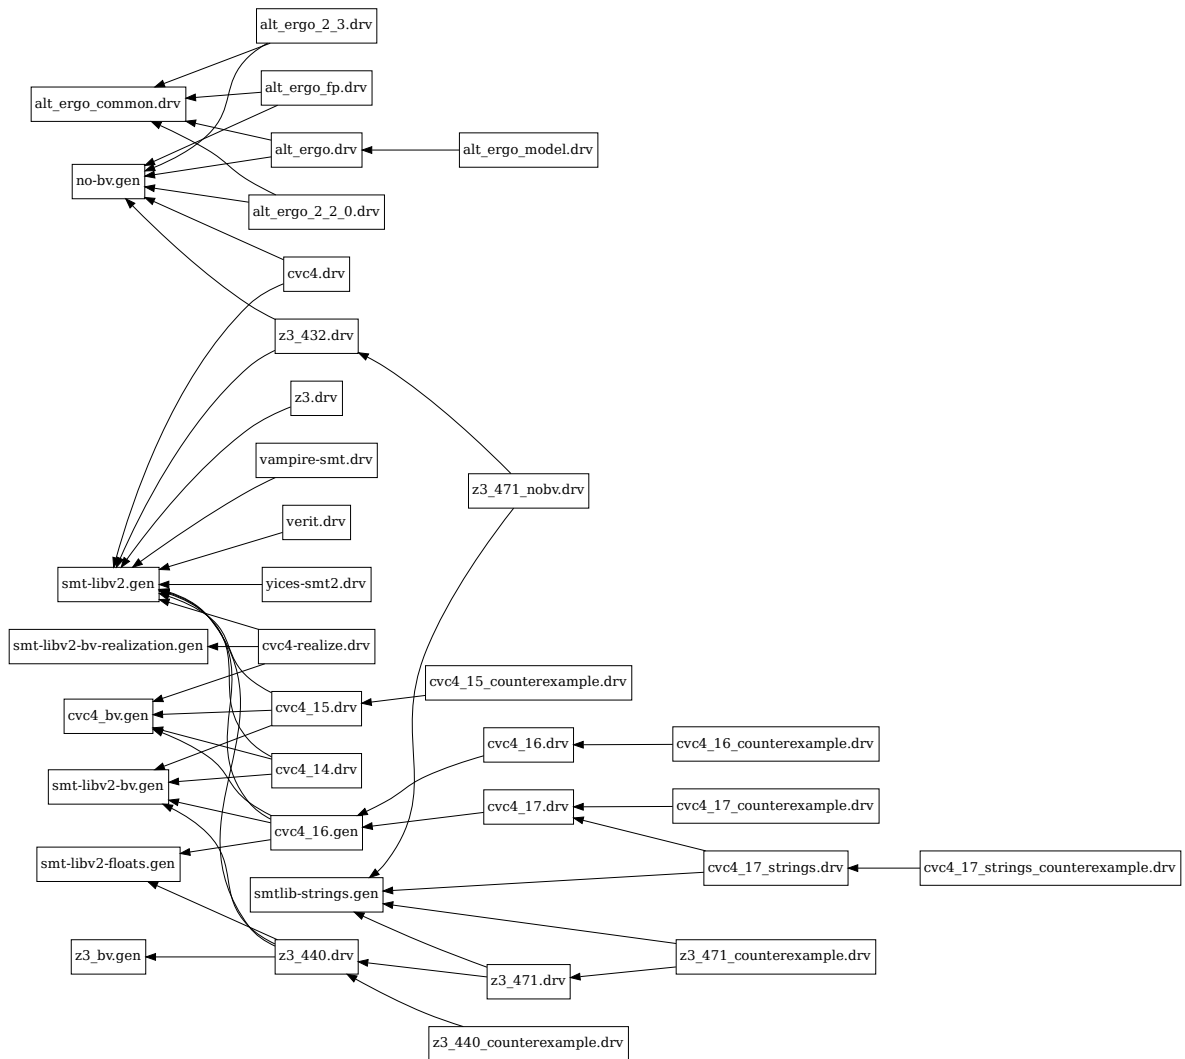 alt_ergo_2_3.drv
alt_ergo_fp.drv
alt_ergo_common.drv
alt_ergo.drv
alt_ergo_model.drv
no-bv.gen
alt_ergo_2_2_0.drv
cvc4.drv
z3_432.drv
z3.drv
vampire-smt.drv
z3_471_nobv.drv
verit.drv
smt-libv2.gen
yices-smt2.drv
smt-libv2-bv-realization.gen
cvc4-realize.drv
cvc4_15_counterexample.drv
cvc4_15.drv
cvc4_bv.gen
cvc4_16.drv
cvc4_16_counterexample.drv
cvc4_14.drv
smt-libv2-bv.gen
cvc4_17.drv
cvc4_17_counterexample.drv
cvc4_16.gen
smt-libv2-floats.gen
cvc4_17_strings.drv
cvc4_17_strings_counterexample.drv
smtlib-strings.gen
z3_bv.gen
z3_440.drv
z3_471_counterexample.drv
z3_471.drv
z3_440_counterexample.drv